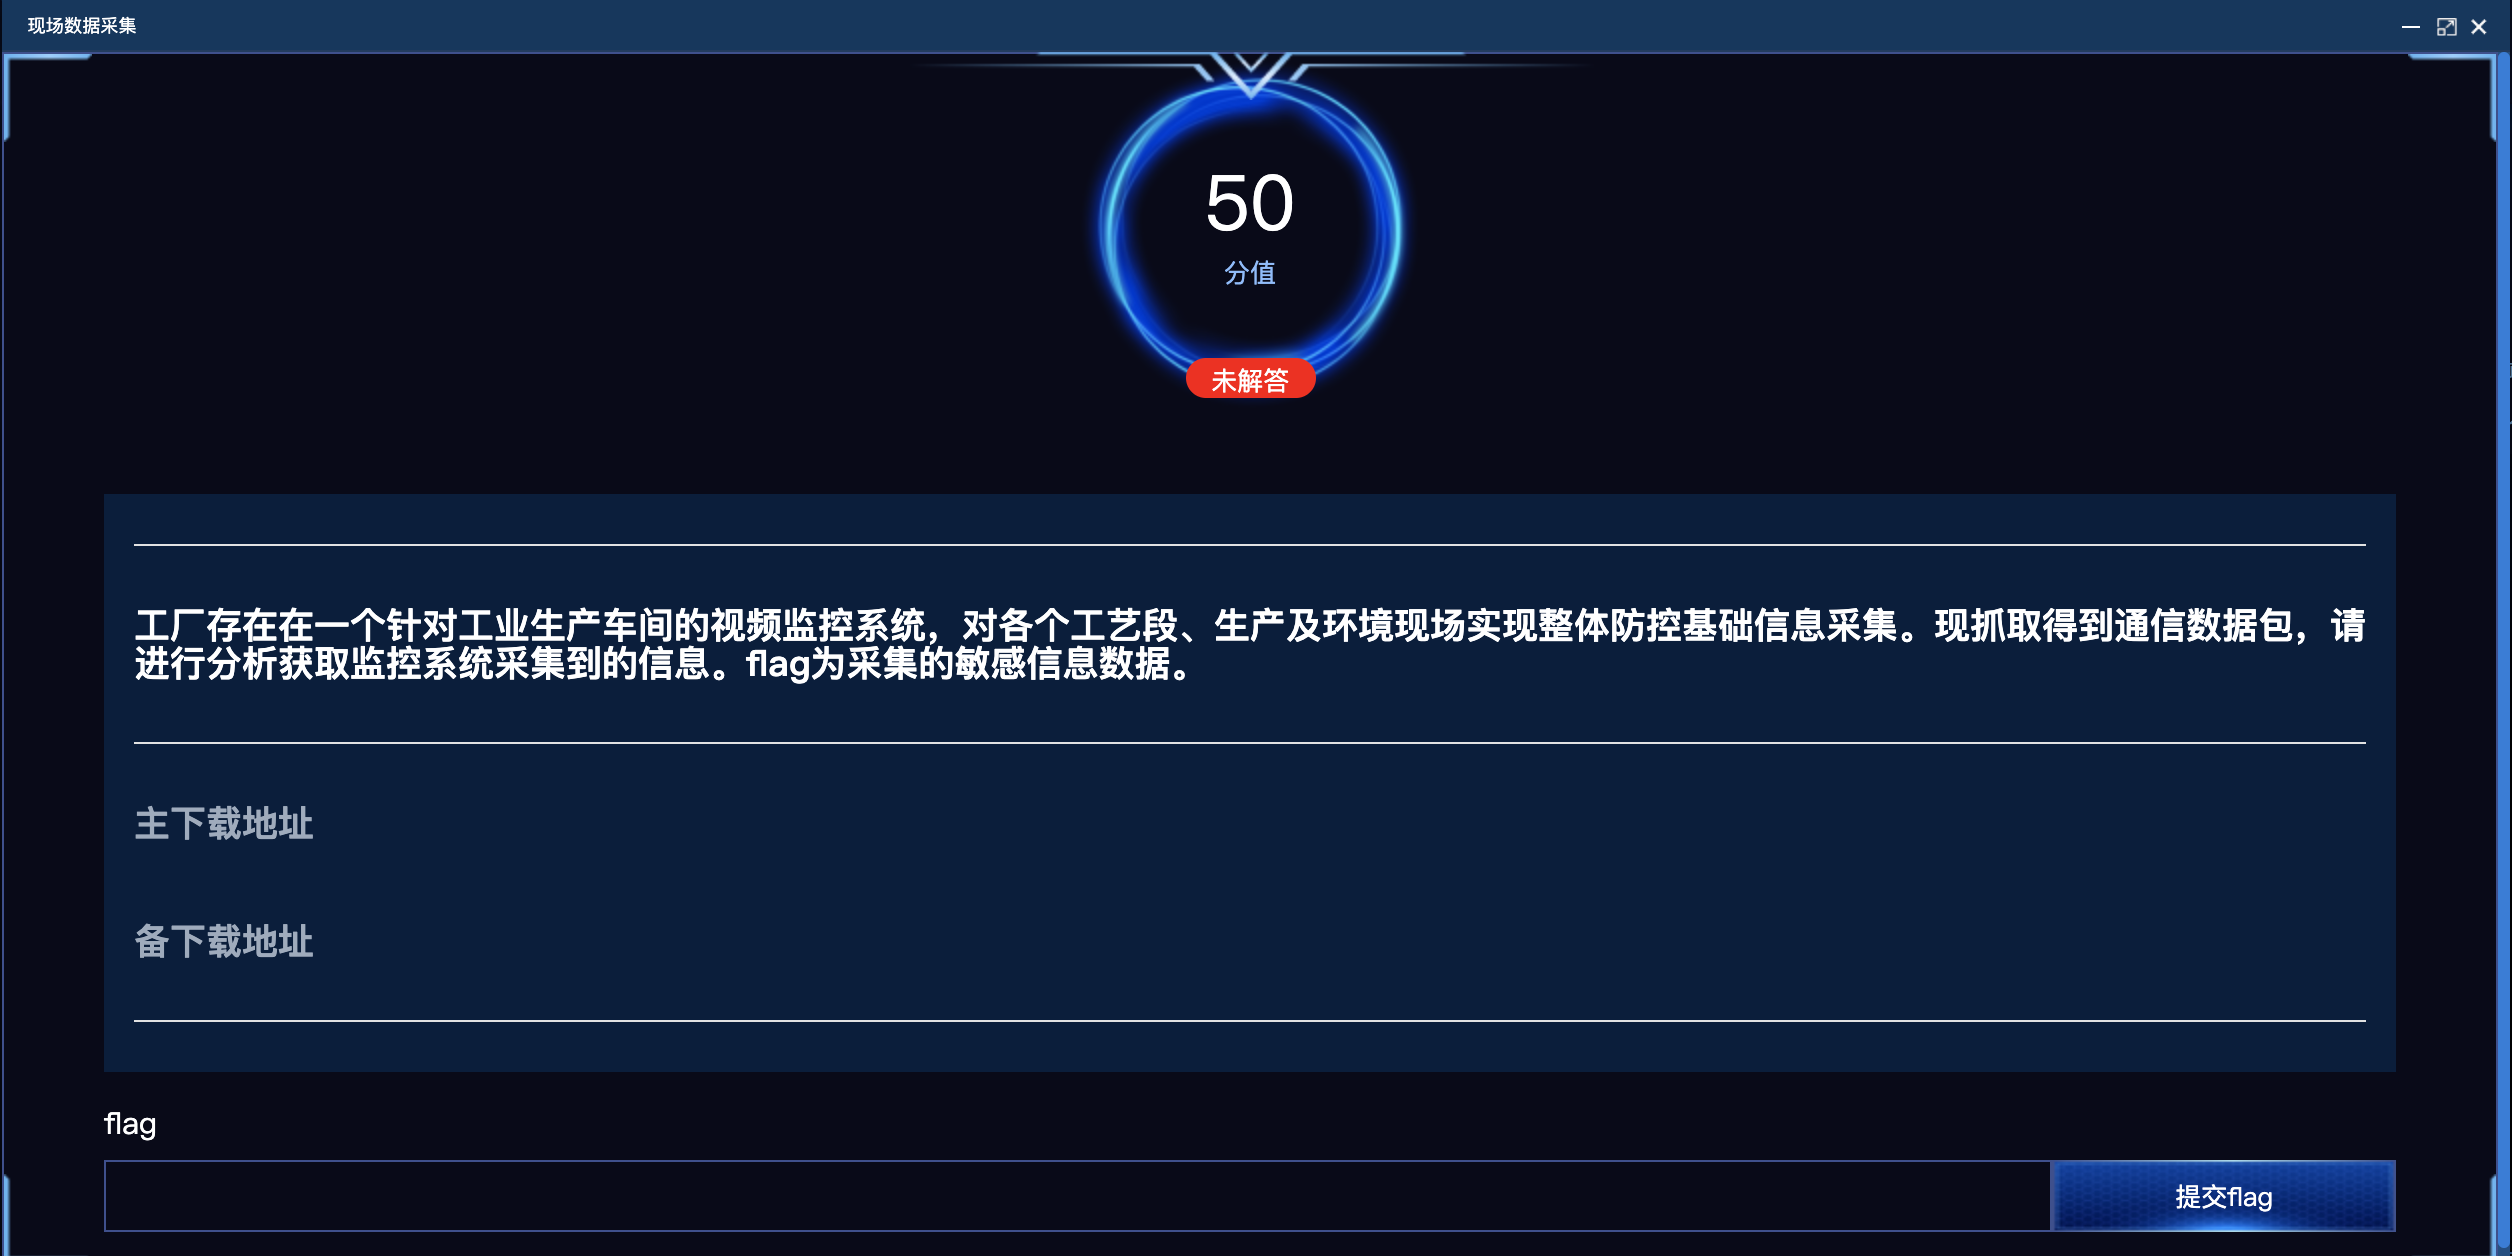 现场数据采集
50
分值
未解答
工厂存在在一个针对工业生产车间的视频监控系统，对各个工艺段、生产及环境现场实现整体防控基础信息采集。现抓取得到通信数据包，请
进行分析获取监控系统采集到的信息。flag为采集的敏感信息数据。
主下载地址
备下载地址
flag
提交flag